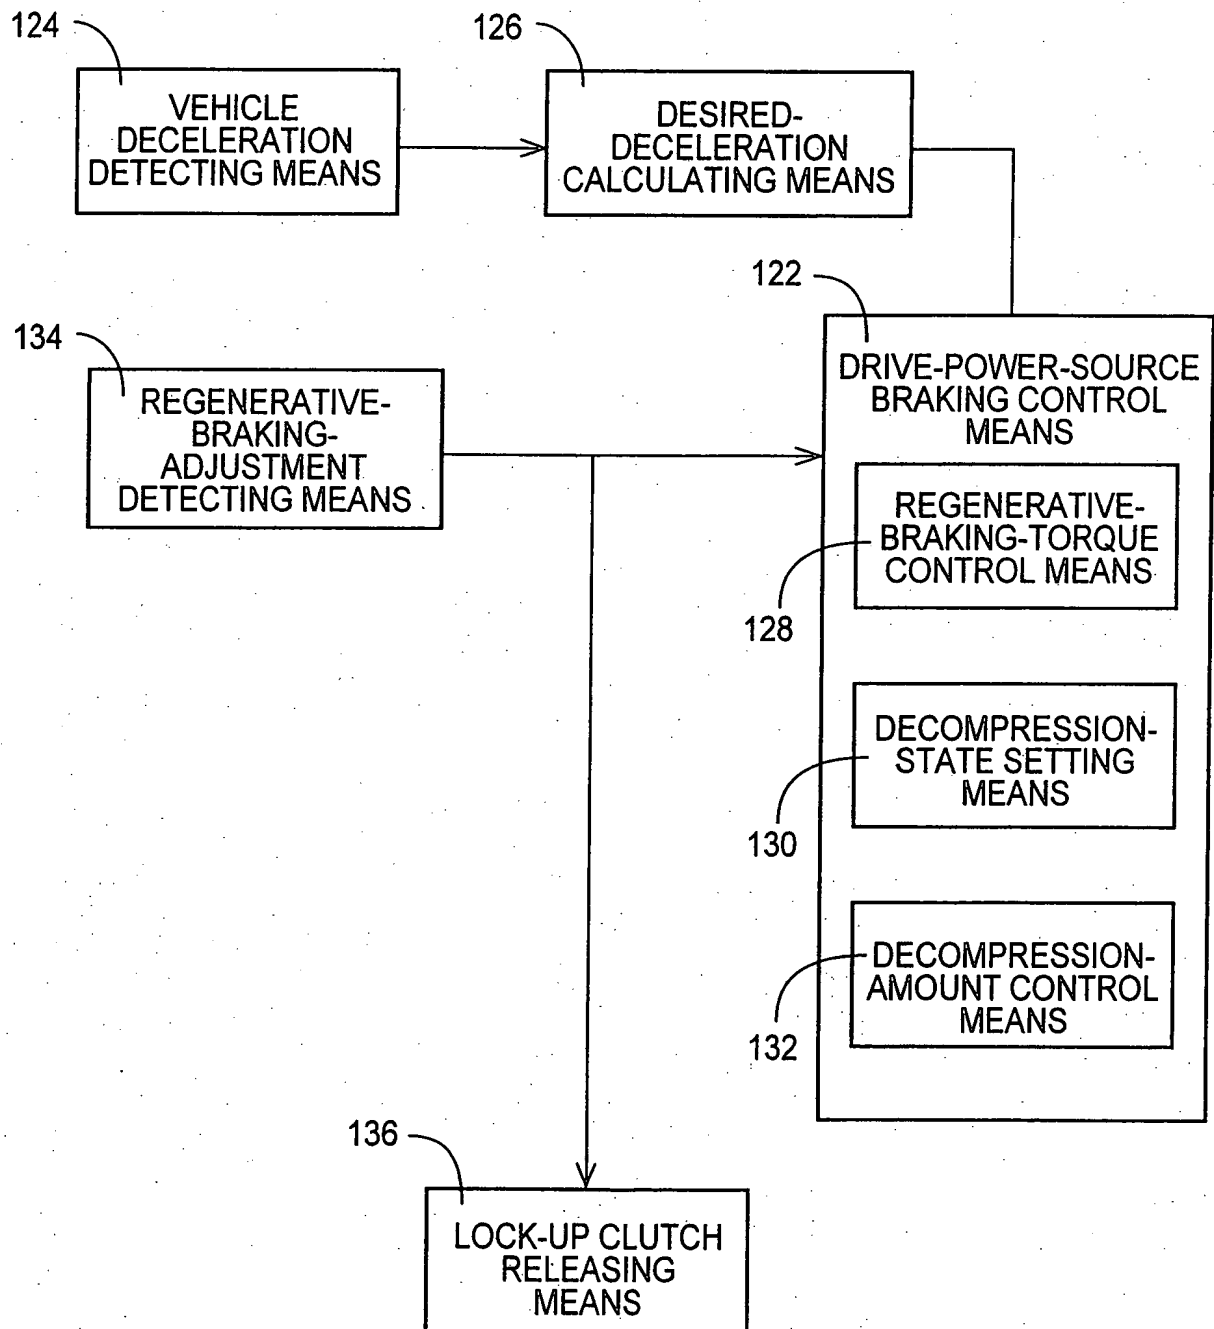 124
126
VEHICLE
DECELERATION
DETECTING MEANS
DESIRED-
DECELERATION
CALCULATING MEANS
122
134
DRIVE-POWER-SOURCE
BRAKING CONTROL
MEANS
REGENERATIVE-
BRAKING-
ADJUSTMENT
DETECTING MEANS
REGENERATIVE-
BRAKING-TORQUE
CONTROL MEANS
128
DECOMPRESSION-
STATE SETTING
MEANS
130
DECOMPRESSION-
AMOUNT CONTROL
MEANS
132
136
LOCK-UP CLUTCH
RELEASING
MEANS